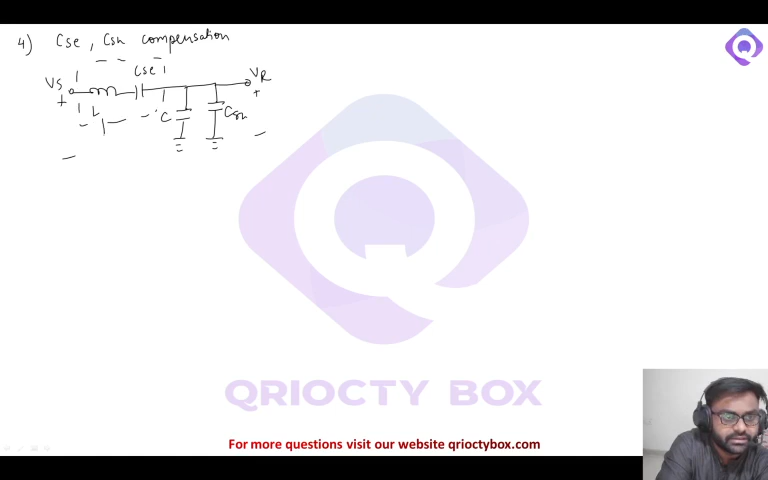 4) Cse, Csh compensation
Cse
VS
VR
+
+
L
C
Csh
QRIOCTY BOX
For more questions visit our website qrioctybox.com